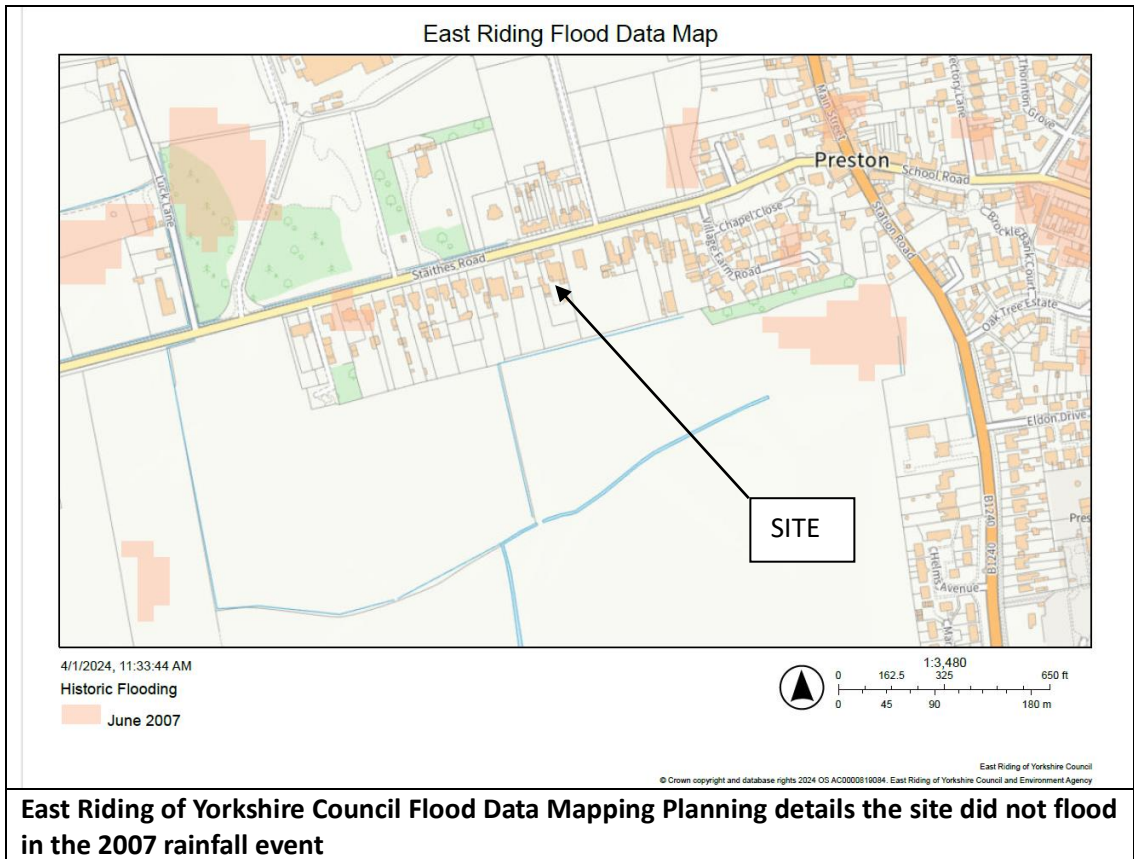 East Riding Flood Data Map
Main Street
Thornton Grove
Preston
School Road
Luck Lane
Station Road
Chapel Close
Village Farm Road
Brockle Bank Court
Staithes Road
Oak Tree Estate
Eldon Drive
SITE
B1240
B1240
Pres
Chelms Avenue
4/1/2024, 11:33:44 AM
Historic Flooding
June 2007
1:3,480
0 162.5 325 650 ft
0 45 90 180 m
East Riding of Yorkshire Council
© Crown copyright and database rights 2024 OS AC0000819084. East Riding of Yorkshire Council and Environment Agency
East Riding of Yorkshire Council Flood Data Mapping Planning details the site did not flood
in the 2007 rainfall event